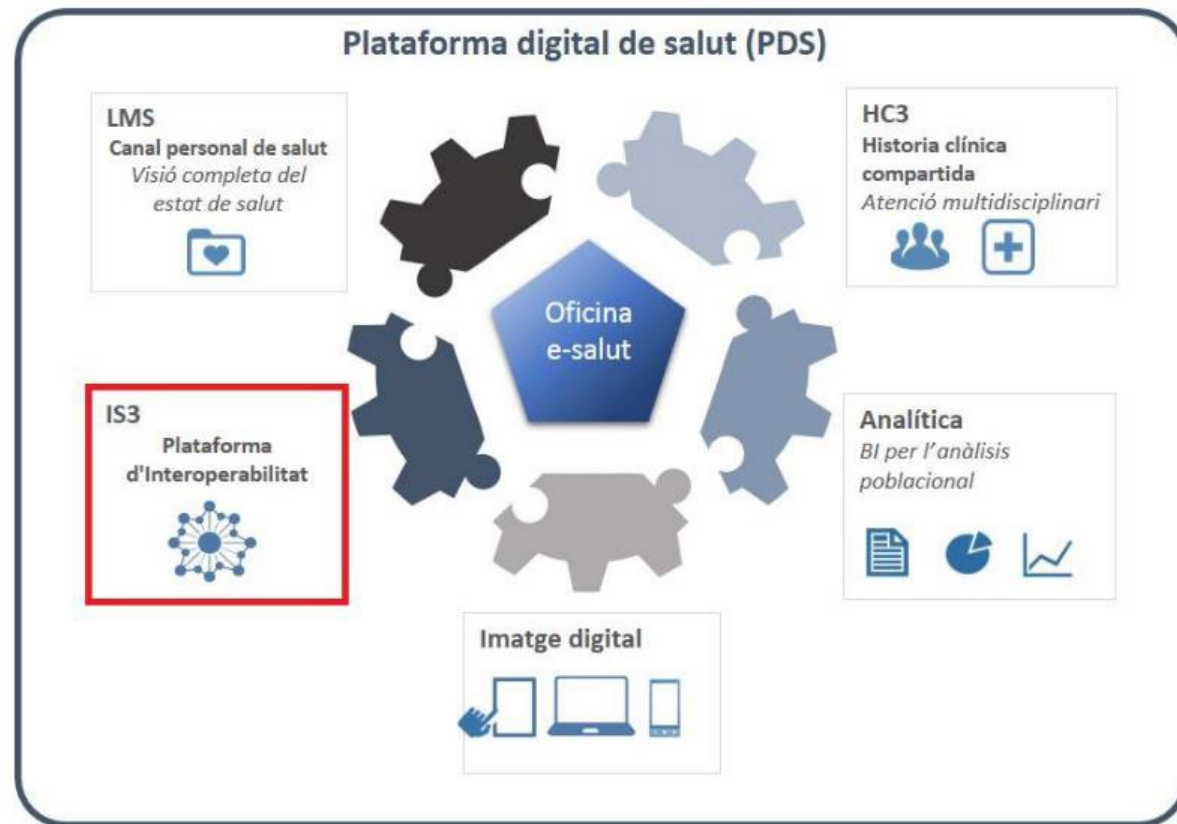 Plataforma digital de salut (PDS)
LMS
Canal personal de salut
Visió completa del
estat de salut
HC3
Historia clínica
compartida
Atenció multidisciplinari
Oficina
e-salut
IS3
Plataforma
d'Interoperabilitat
Analítica
BI per l'anàlisis
poblacional
Imatge digital